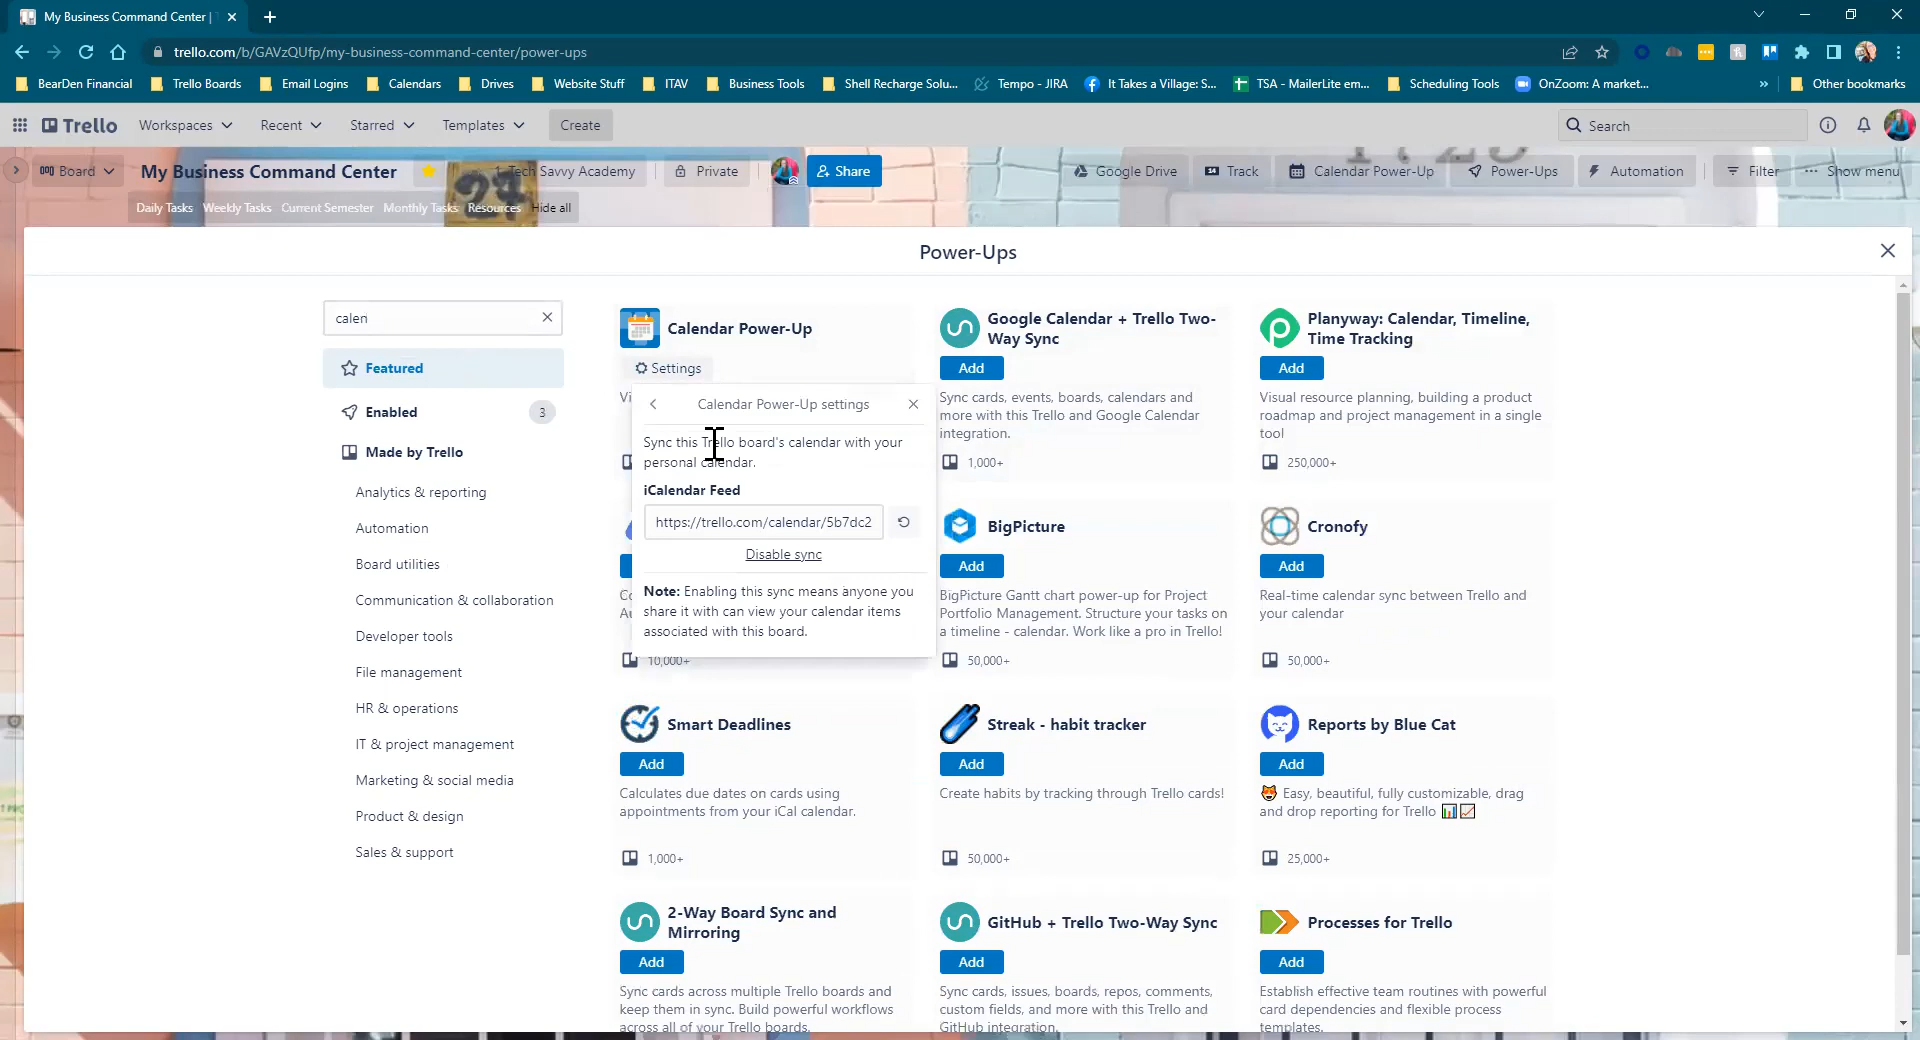 My Business Command Center |
trello.com/b/GAVzQUfp/my-business-command-center/power-ups
BearDen Financial
Trello Boards
Email Logins
Calendars
Drives
Website Stuff
ITAV
Business Tools
Shell Recharge Solu...
Tempo - JIRA
It Takes a Village: S...
TSA - MailerLite em...
Scheduling Tools
OnZoom: A market...
»
Other bookmarks
Trello
Workspaces
Recent
Starred
Templates
Create
Search
Board
My Business Command Center
Tech Savvy Academy
Private
Share
Google Drive
14 Track
Calendar Power-Up
Power-Ups
Automation
Filter
Show menu
Daily Tasks
Weekly Tasks
Current Semester
Monthly Tasks
Resources
Hide all
Power-Ups
calen
Featured
Enabled
3
Made by Trello
Analytics & reporting
Automation
Board utilities
Communication & collaboration
Developer tools
File management
HR & operations
IT & project management
Marketing & social media
Product & design
Sales & support
Calendar Power-Up
Settings
Calendar Power-Up settings
Sync this Trello board's calendar with your
personal calendar.
iCalendar Feed
https://trello.com/calendar/5b7dc2
Disable sync
Note: Enabling this sync means anyone you
share it with can view your calendar items
associated with this board.
10,000+
Google Calendar + Trello Two-
Way Sync
Add
Sync cards, events, boards, calendars and
more with this Trello and Google Calendar
integration.
1,000+
Planyway: Calendar, Timeline,
Time Tracking
Add
Visual resource planning, building a product
roadmap and project management in a single
tool
250,000+
BigPicture
Add
BigPicture Gantt chart power-up for Project
Portfolio Management. Structure your tasks on
a timeline - calendar. Work like a pro in Trello!
50,000+
Cronofy
Add
Real-time calendar sync between Trello and
your calendar
50,000+
Smart Deadlines
Add
Calculates due dates on cards using
appointments from your iCal calendar.
1,000+
Streak - habit tracker
Add
Create habits by tracking through Trello cards!
50,000+
Reports by Blue Cat
Add
😻 Easy, beautiful, fully customizable, drag
and drop reporting for Trello 📊📈
25,000+
2-Way Board Sync and
Mirroring
Add
Sync cards across multiple Trello boards and
keep them in sync. Build powerful workflows
across all of your Trello boards.
GitHub + Trello Two-Way Sync
Add
Sync cards, issues, boards, repos, comments,
custom fields, and more with this Trello and
GitHub integration.
Processes for Trello
Add
Establish effective team routines with powerful
card dependencies and flexible process
templates.